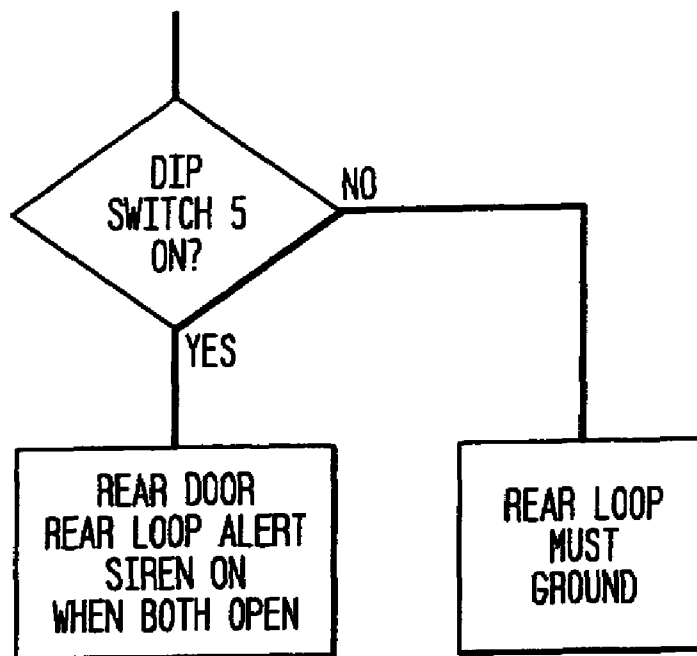 DIP
SWITCH 5
ON?
NO
YES
REAR DOOR
REAR LOOP ALERT
SIREN ON
WHEN BOTH OPEN
REAR LOOP
MUST
GROUND